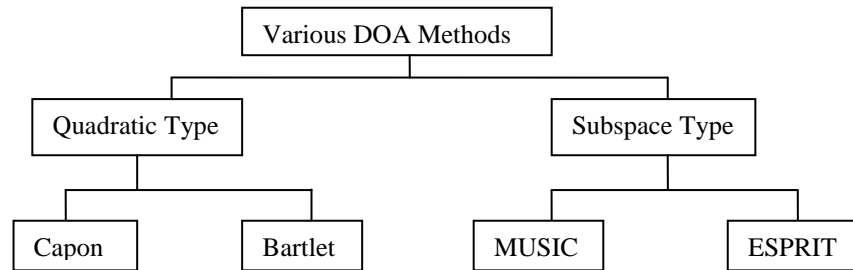 Various DOA Methods
Quadratic Type
Subspace Type
Capon
Bartlet
MUSIC
ESPRIT